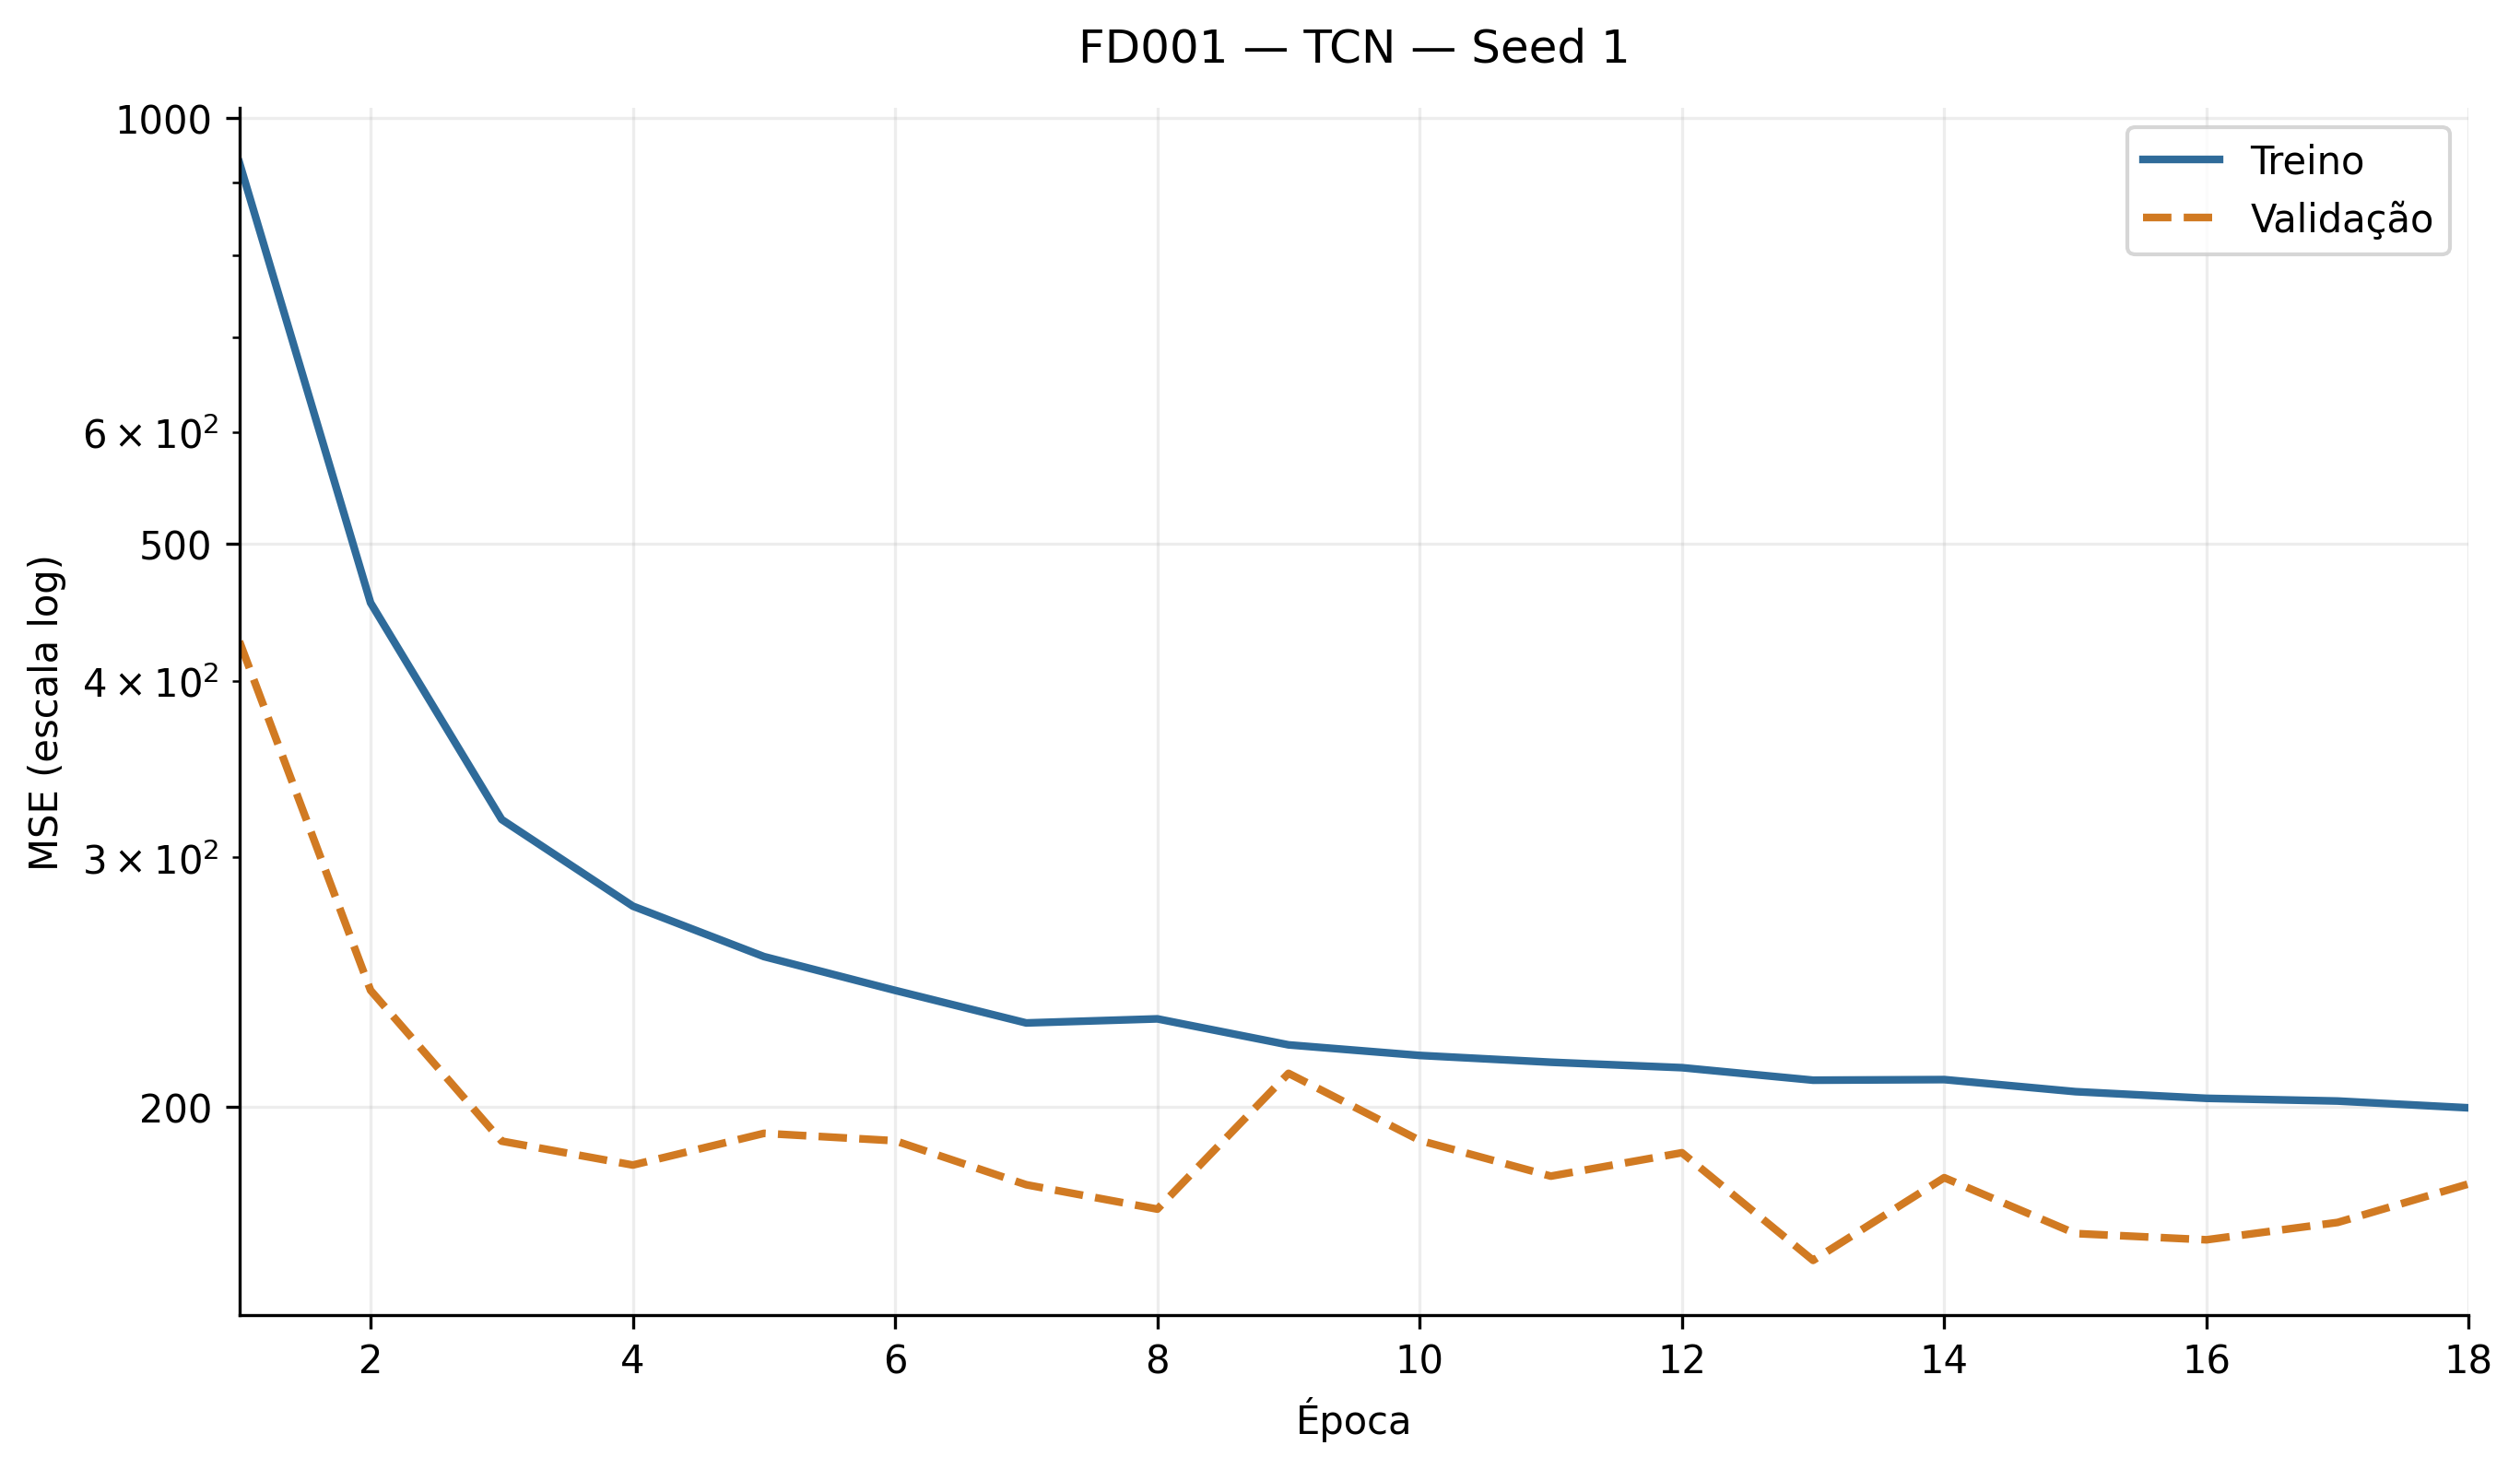 FD001 — TCN — Seed 1
1000
6 × 10²
500
4 × 10²
3 × 10²
200
MSE (escala log)
Treino
Validação
2 4 6 8 10 12 14 16 18
Época